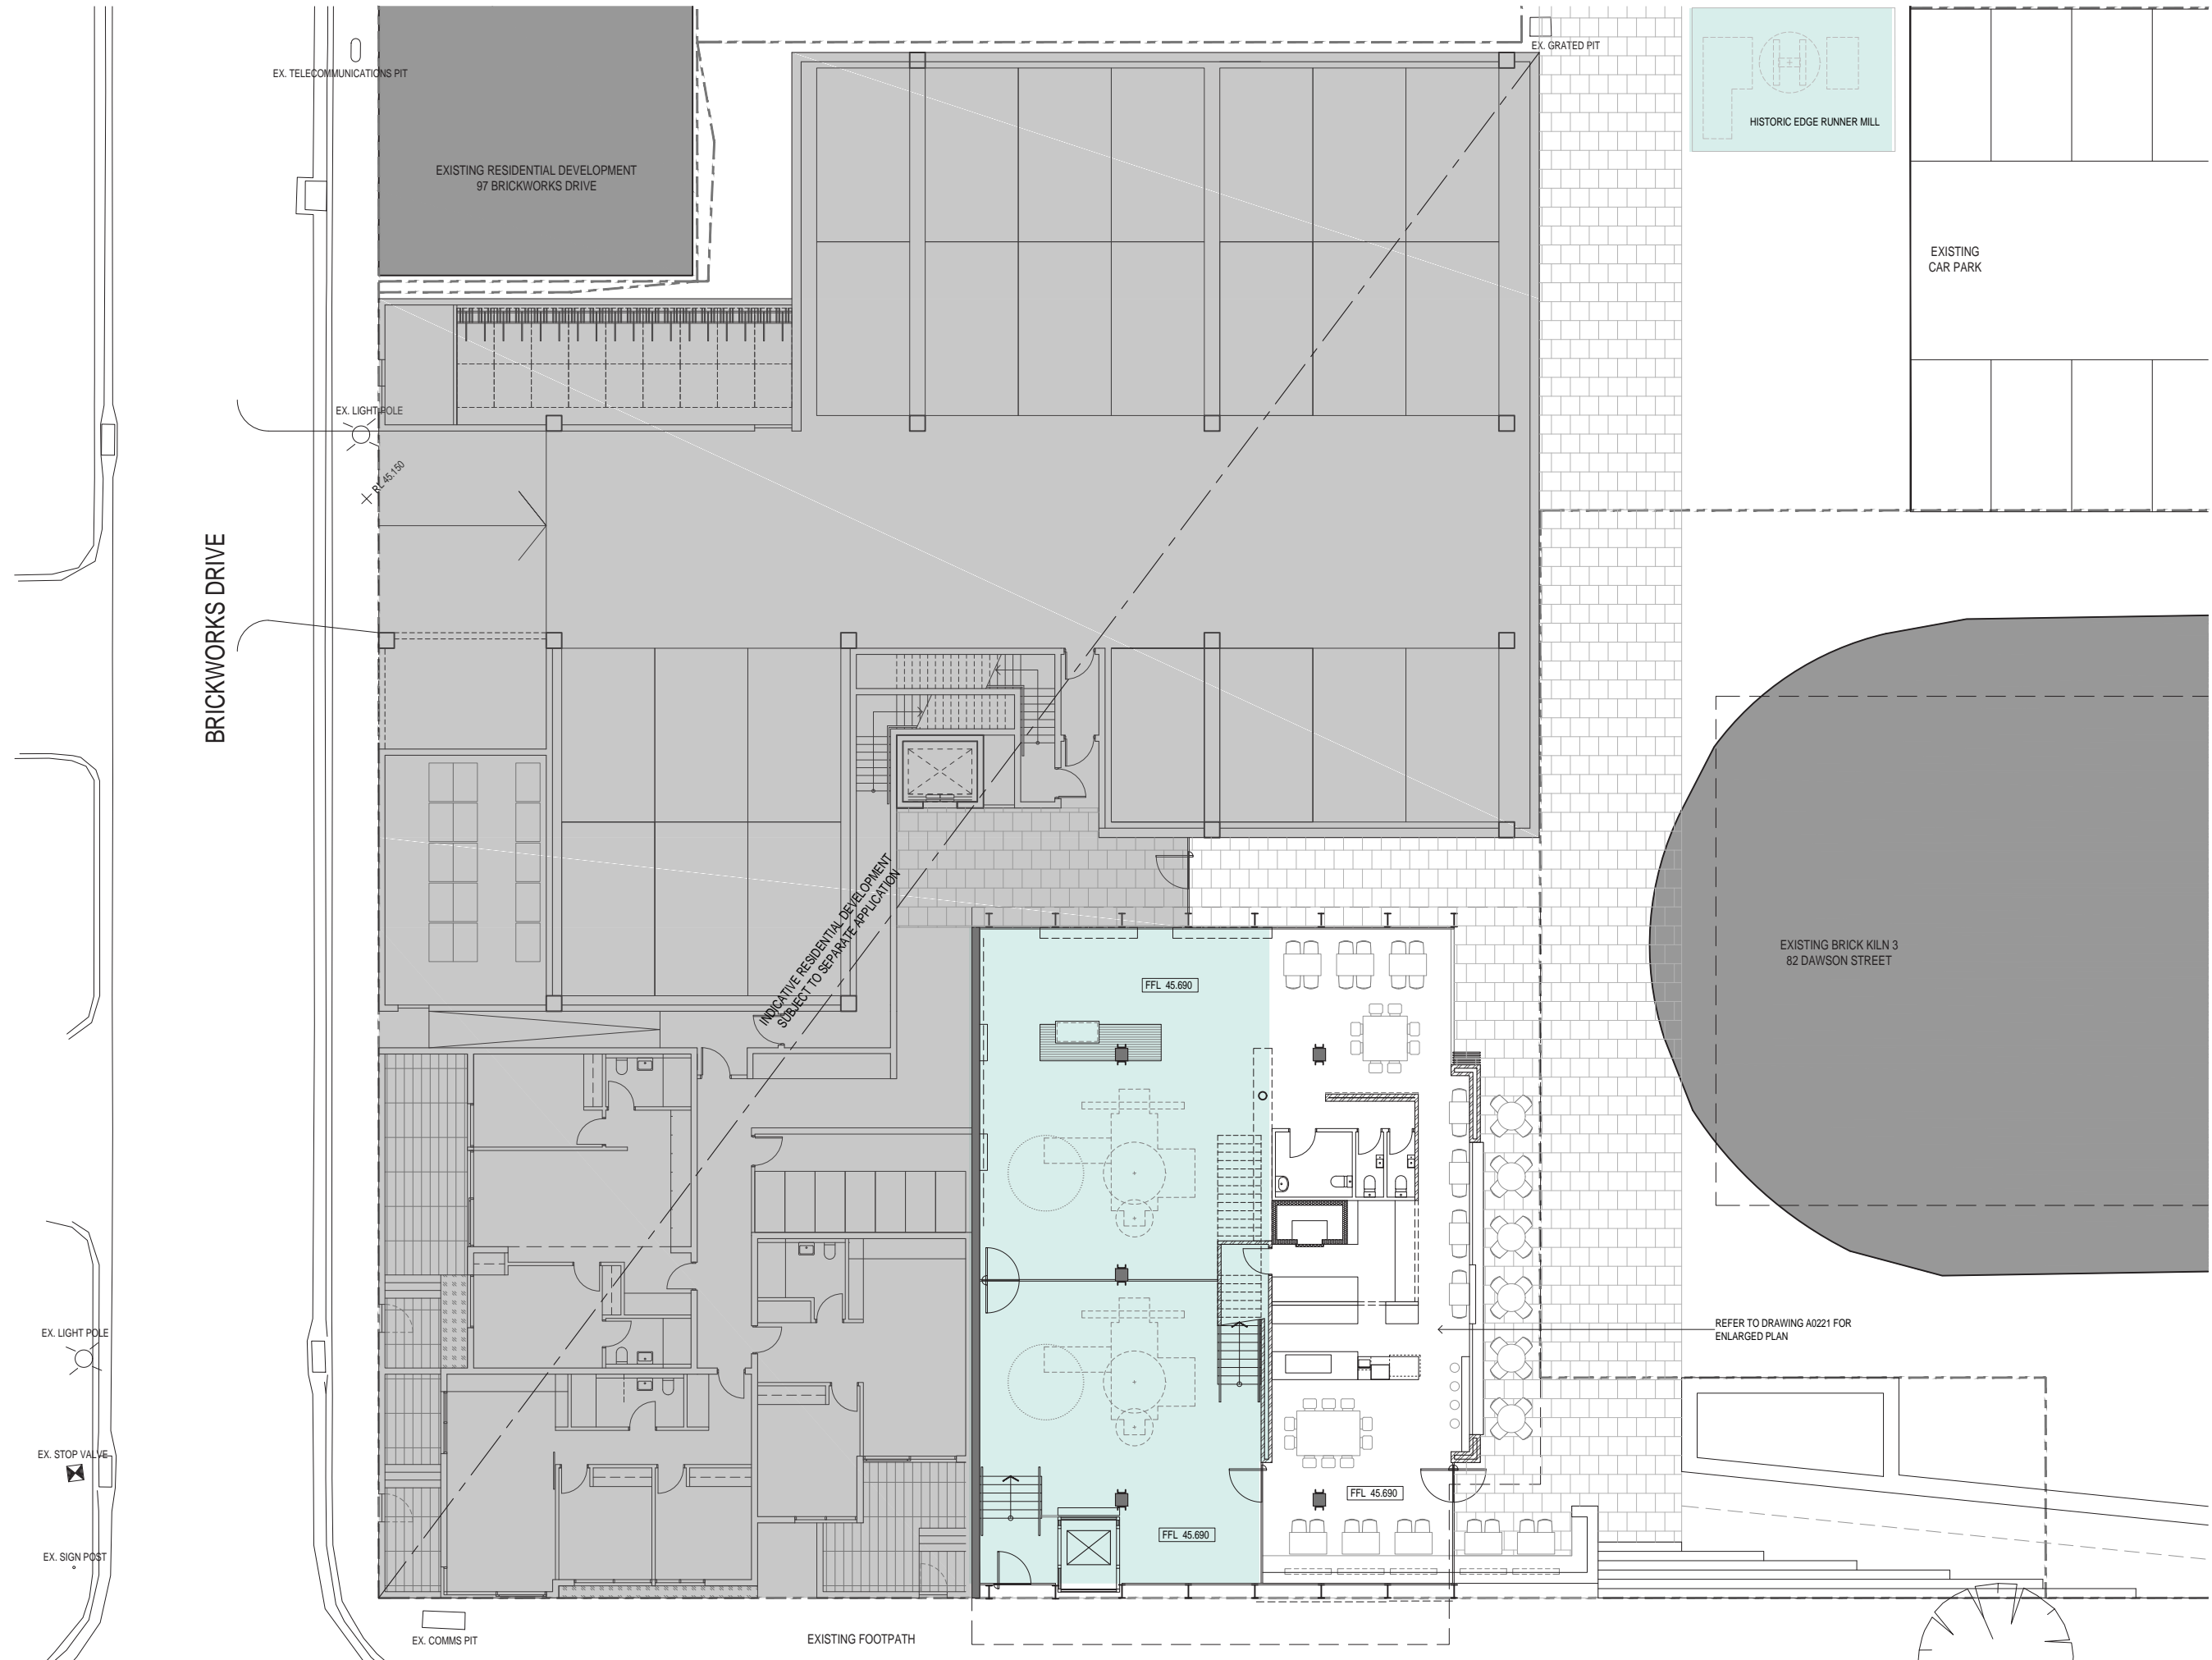 EX. GRATED PIT
EX. TELECOMMUNICATIONS PIT
HISTORIC EDGE RUNNER MILL
EXISTING RESIDENTIAL DEVELOPMENT
97 BRICKWORKS DRIVE
EXISTING
CAR PARK
EX. LIGHT POLE
RL 45.150
BRICKWORKS DRIVE
INDICATIVE RESIDENTIAL DEVELOPMENT
SUBJECT TO SEPARATE APPLICATION
EXISTING BRICK KILN 3
82 DAWSON STREET
FFL 45.690
REFER TO DRAWING A0221 FOR
ENLARGED PLAN
EX. LIGHT POLE
EX. STOP VALVE
FFL 45.690
FFL 45.690
EX. SIGN POST
EX. COMMS PIT
EXISTING FOOTPATH